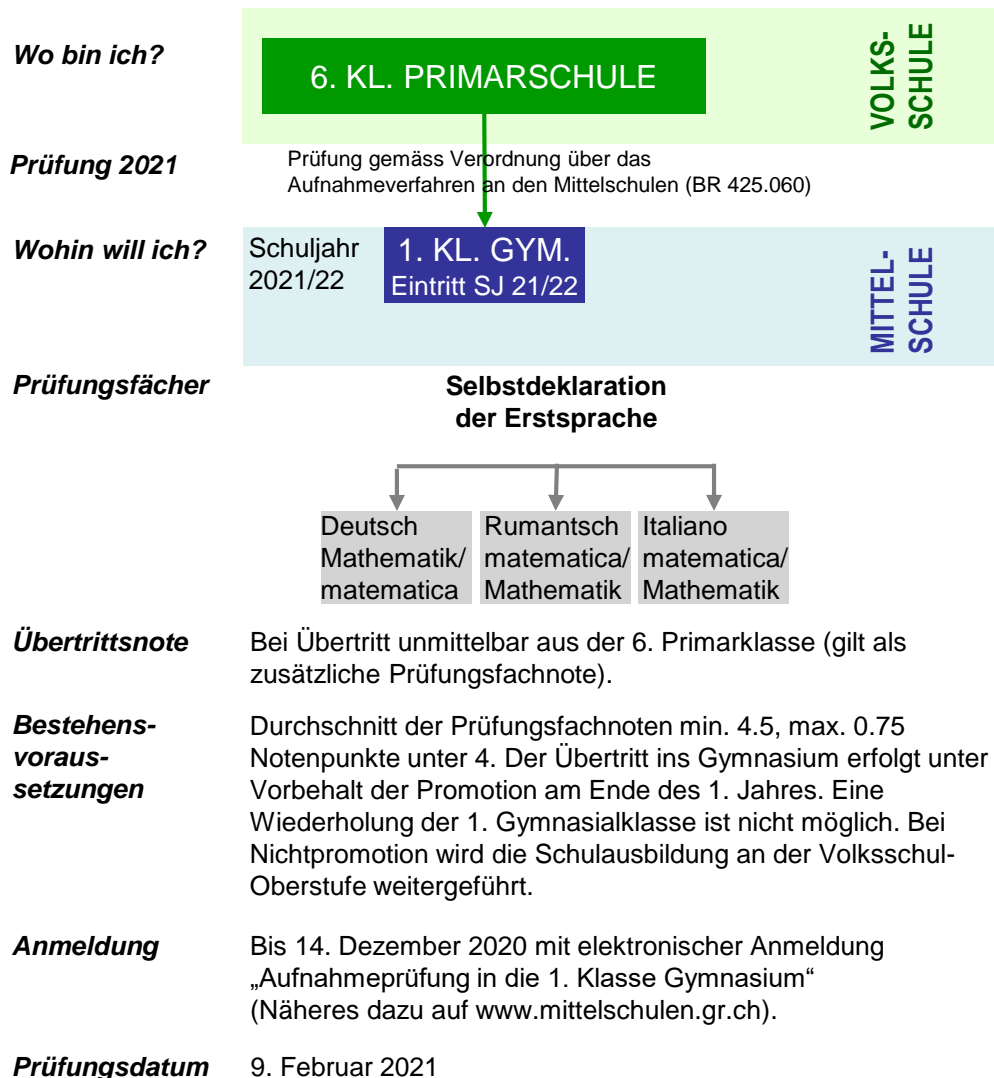 Wo bin ich?
6. KL. PRIMARSCHULE
VOLKS-
SCHULE
Prüfung 2021
Prüfung gemäss Verordnung über das
Aufnahmeverfahren an den Mittelschulen (BR 425.060)
Wohin will ich?
Schuljahr
2021/22
1. KL. GYM.
Eintritt SJ 21/22
MITTEL-
SCHULE
Prüfungsfächer
Selbstdeklaration
der Erstsprache
Deutsch
Mathematik/
matematica
Rumantsch
matematica/
Mathematik
Italiano
matematica/
Mathematik
Übertrittsnote
Bei Übertritt unmittelbar aus der 6. Primarklasse (gilt als
zusätzliche Prüfungsfachnote).
Bestehens-
voraus-
setzungen
Durchschnitt der Prüfungsfachnoten min. 4.5, max. 0.75
Notenpunkte unter 4. Der Übertritt ins Gymnasium erfolgt unter
Vorbehalt der Promotion am Ende des 1. Jahres. Eine
Wiederholung der 1. Gymnasialklasse ist nicht möglich. Bei
Nichtpromotion wird die Schulausbildung an der Volksschul-
Oberstufe weitergeführt.
Anmeldung
Bis 14. Dezember 2020 mit elektronischer Anmeldung
„Aufnahmeprüfung in die 1. Klasse Gymnasium“
(Näheres dazu auf www.mittelschulen.gr.ch).
Prüfungsdatum
9. Februar 2021